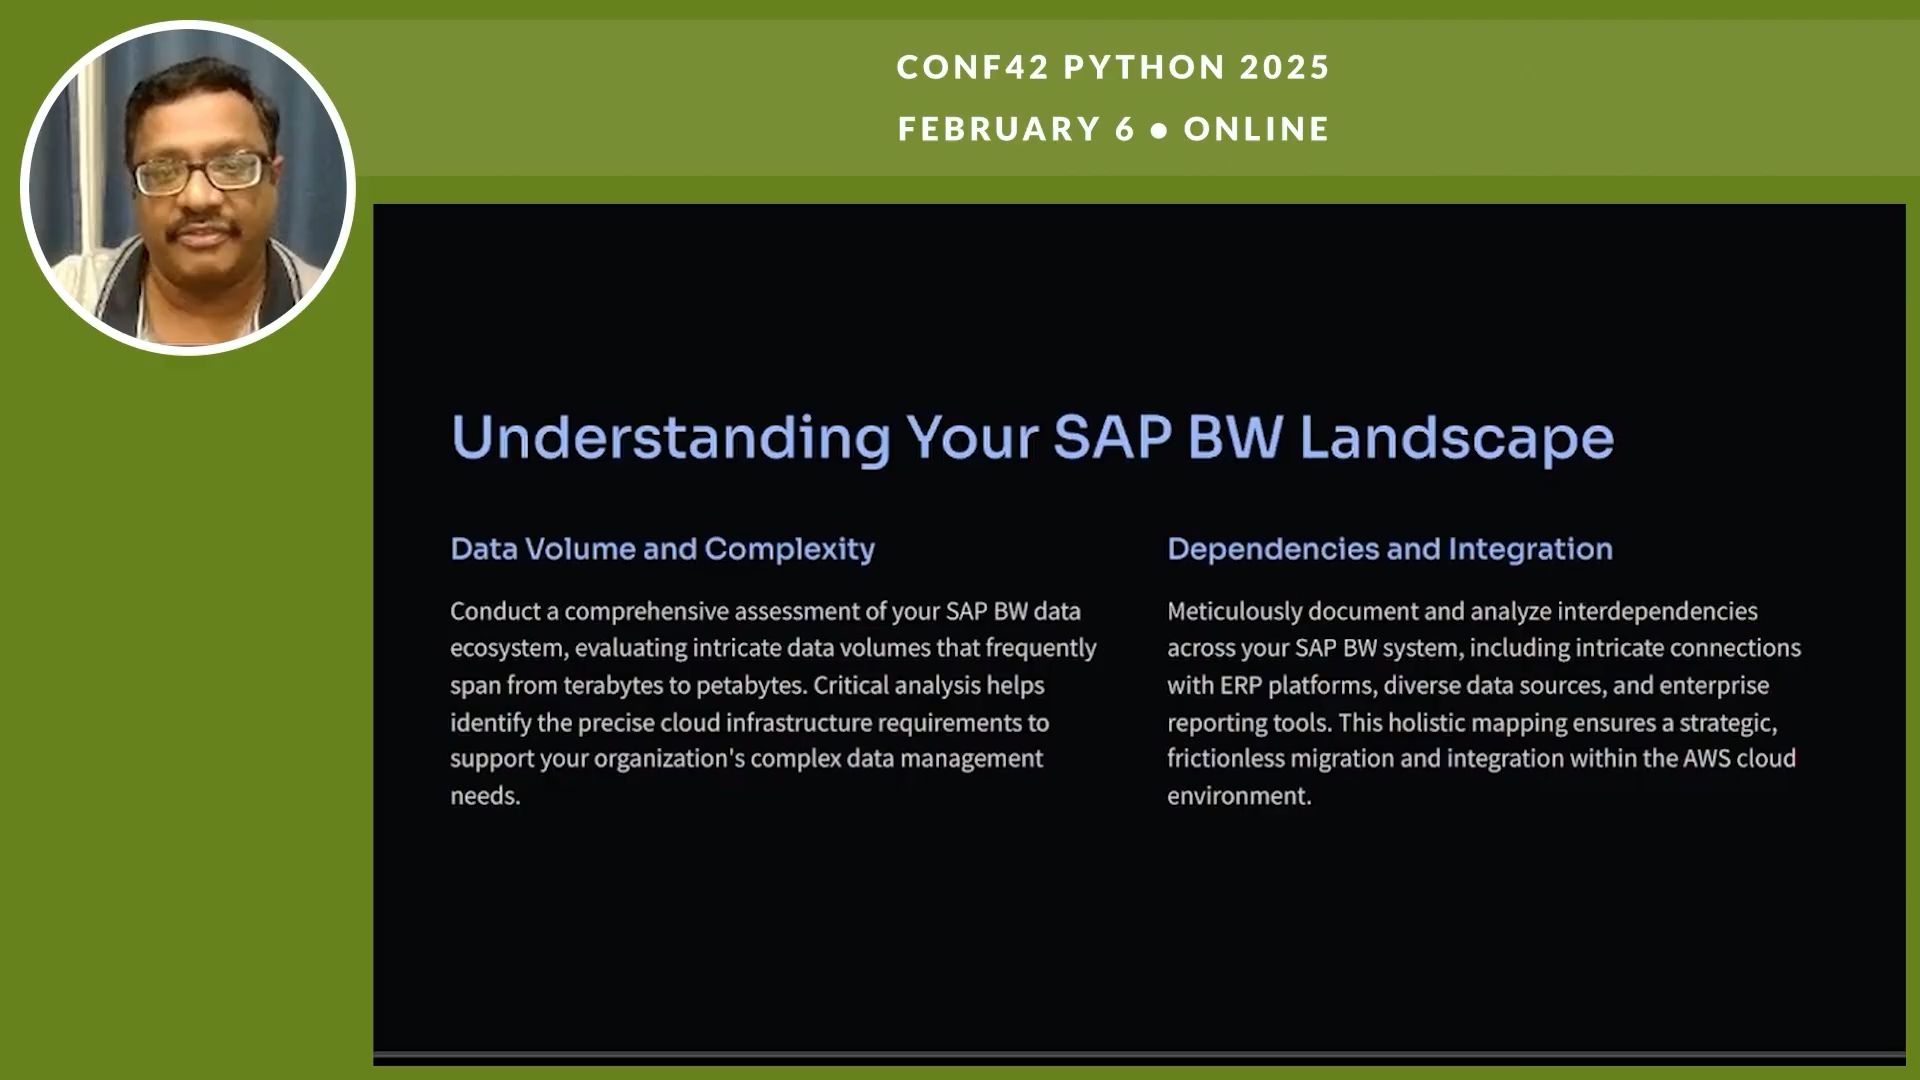 CONF42 PYTHON 2025
FEBRUARY 6 ● ONLINE
Understanding Your SAP BW Landscape
Data Volume and Complexity
Conduct a comprehensive assessment of your SAP BW data
ecosystem, evaluating intricate data volumes that frequently
span from terabytes to petabytes. Critical analysis helps
identify the precise cloud infrastructure requirements to
support your organization's complex data management
needs.
Dependencies and Integration
Meticulously document and analyze interdependencies
across your SAP BW system, including intricate connections
with ERP platforms, diverse data sources, and enterprise
reporting tools. This holistic mapping ensures a strategic,
frictionless migration and integration within the AWS cloud
environment.